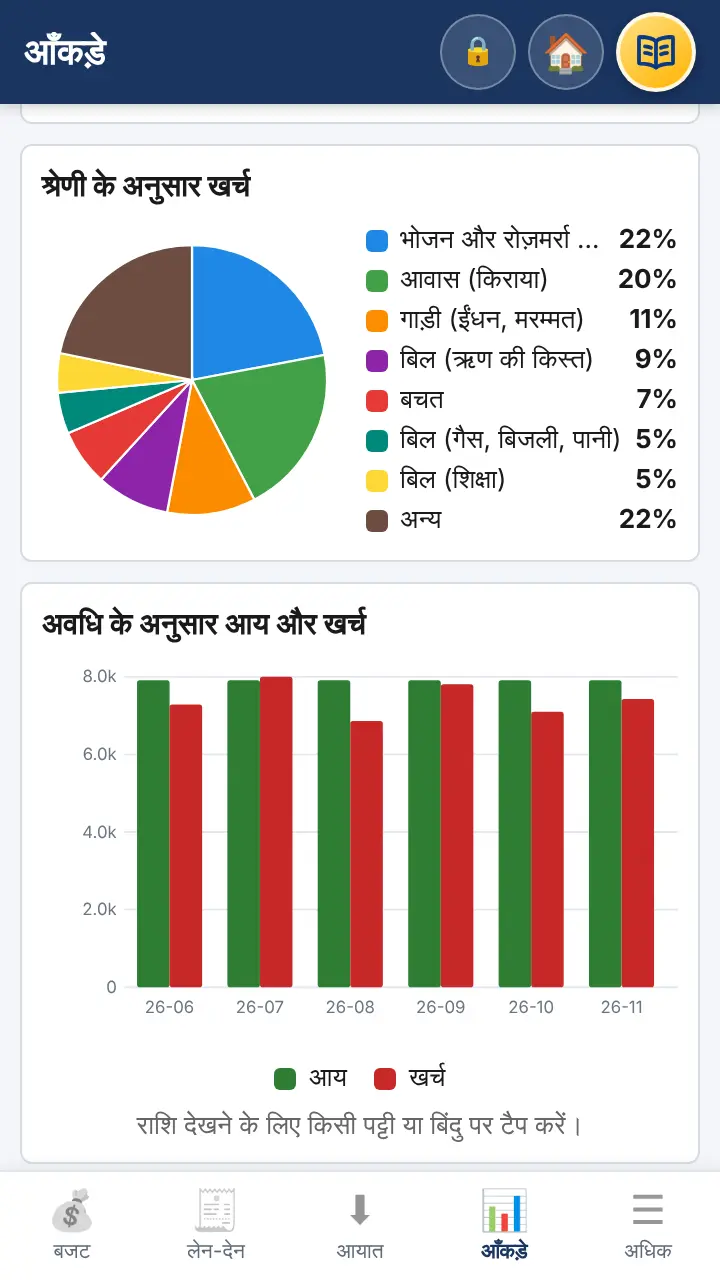 आँकड़े
श्रेणी के अनुसार खर्च
भोजन और रोज़मर्रा ... 22%
आवास (किराया) 20%
गाड़ी (ईंधन, मरम्मत) 11%
बिल (ऋण की किस्त) 9%
बचत 7%
बिल (गैस, बिजली, पानी) 5%
बिल (शिक्षा) 5%
अन्य 22%
अवधि के अनुसार आय और खर्च
8.0k
6.0k
4.0k
2.0k
0
26-06 26-07 26-08 26-09 26-10 26-11
आय खर्च
राशि देखने के लिए किसी पट्टी या बिंदु पर टैप करें।
बजट लेन-देन आयात आँकड़े अधिक